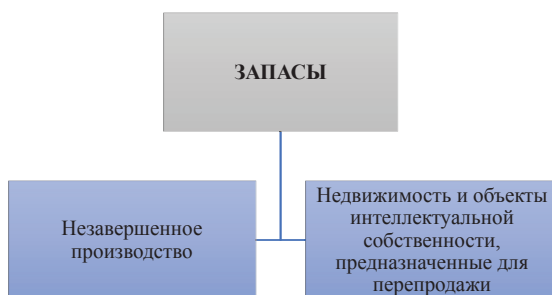 ЗАПАСЫ
Незавершенное
производство
Недвижимость и объекты
интеллектуальной
собственности,
предназначенные для
перепродажи